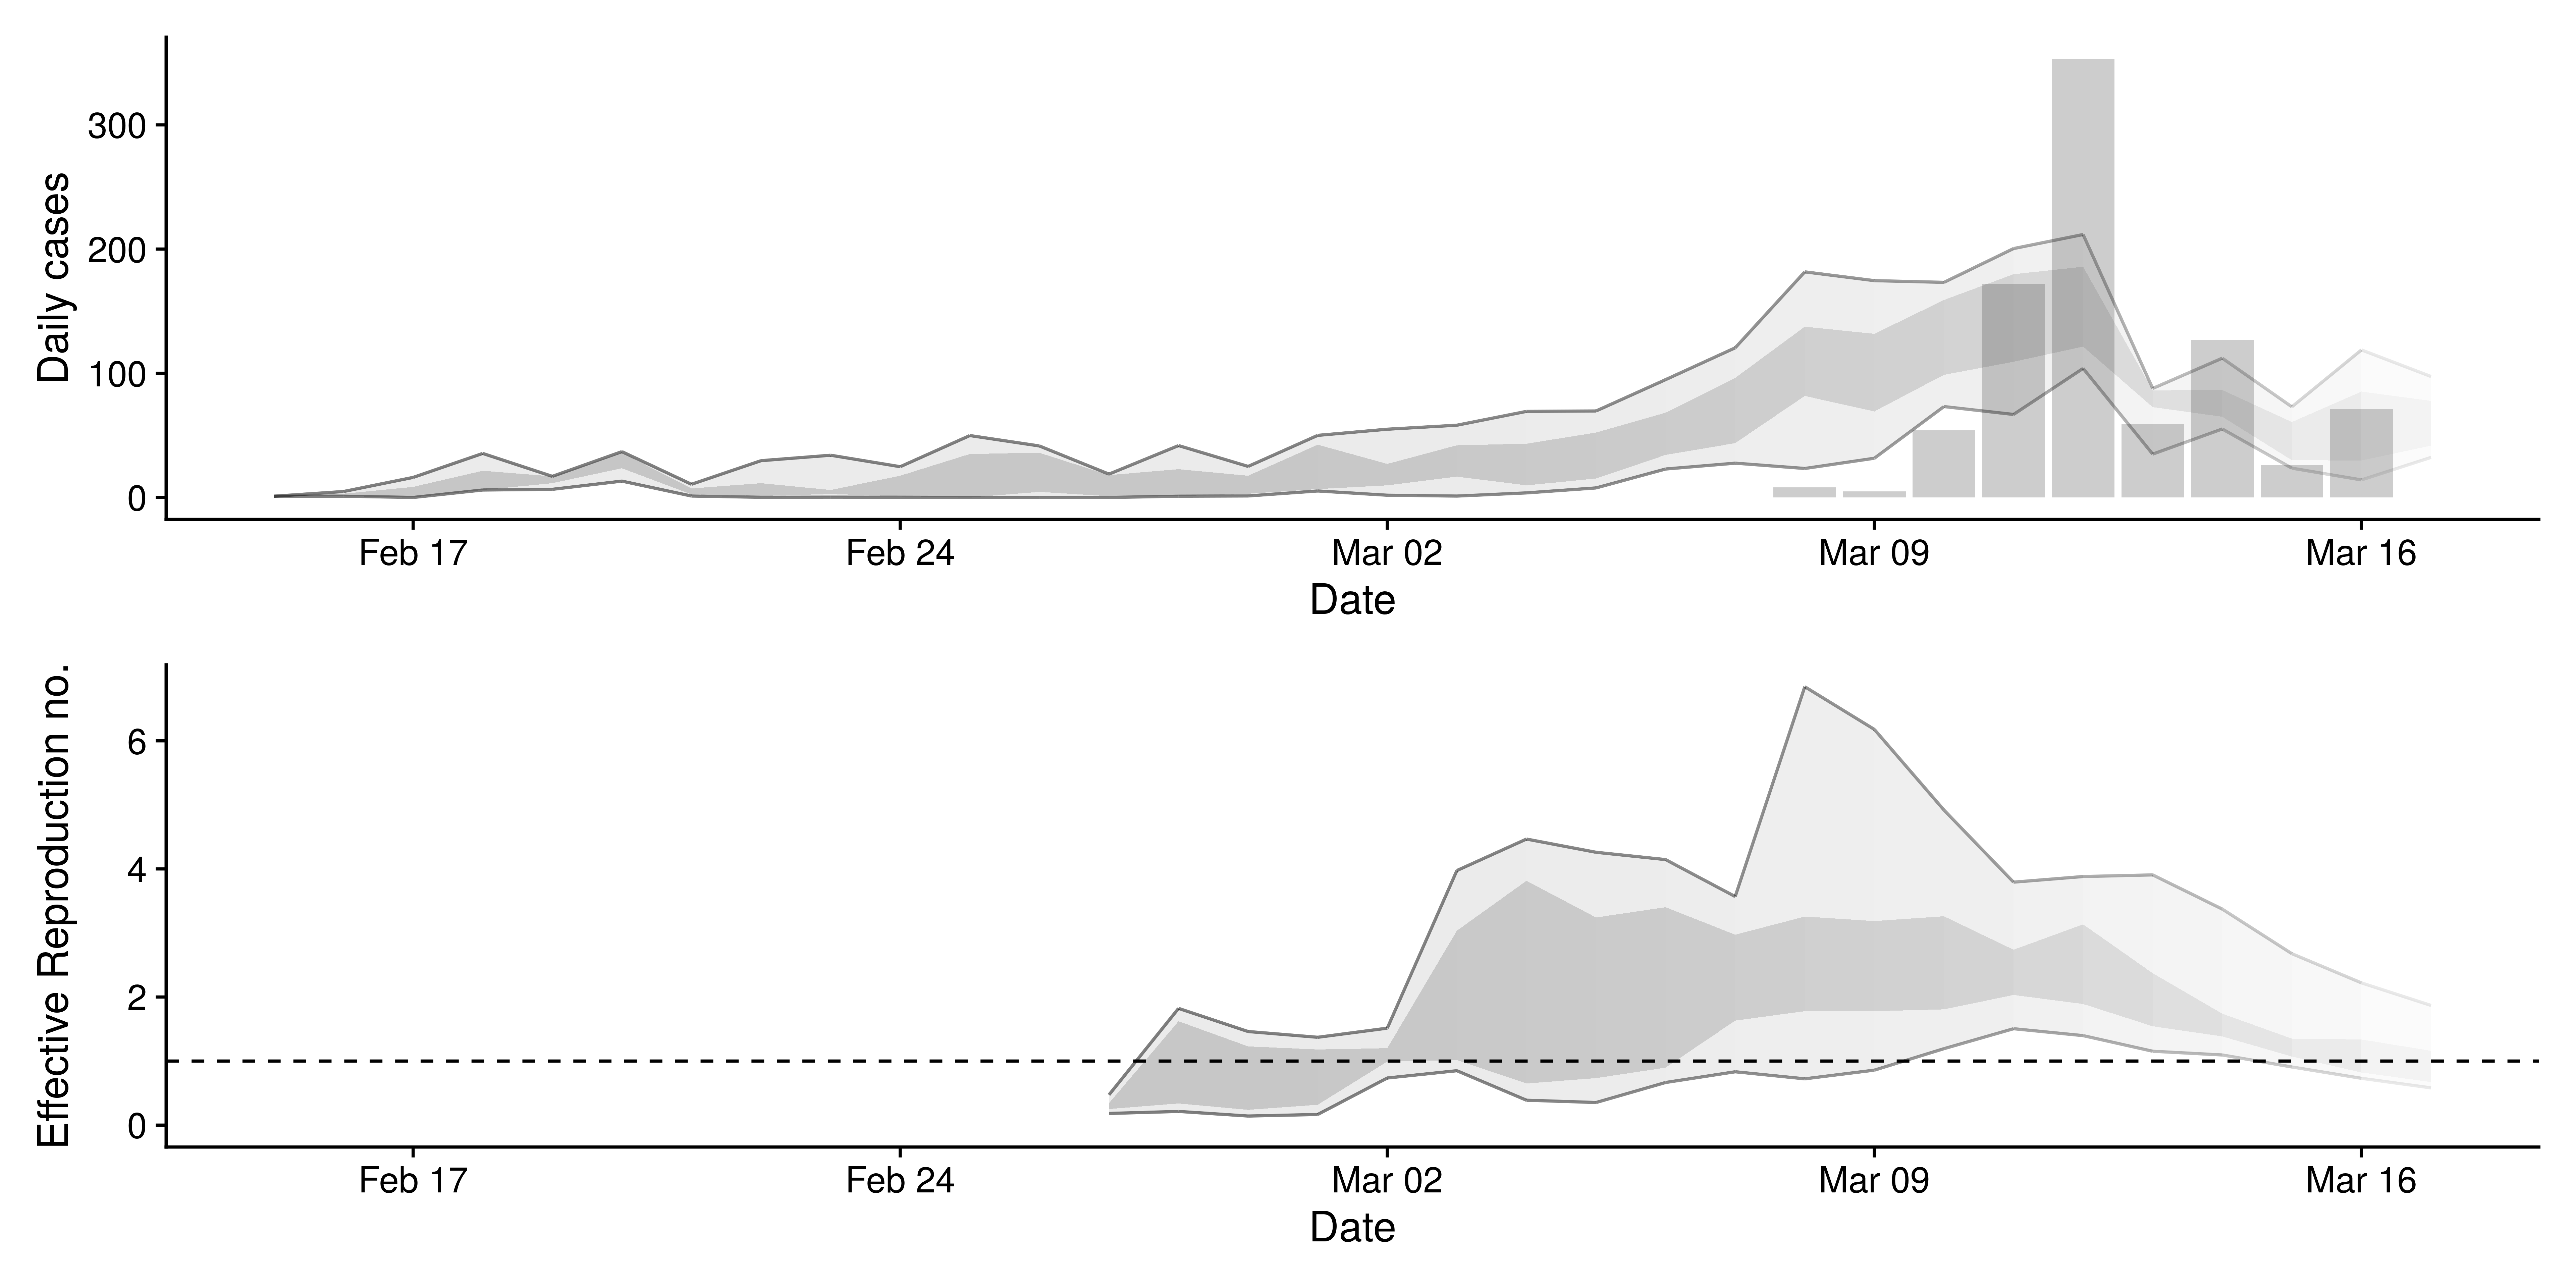 Daily cases
300
200
100
0
Feb 17 Feb 24 Mar 02 Mar 09 Mar 16
Date
Effective Reproduction no.
6
4
2
0
Feb 17 Feb 24 Mar 02 Mar 09 Mar 16
Date